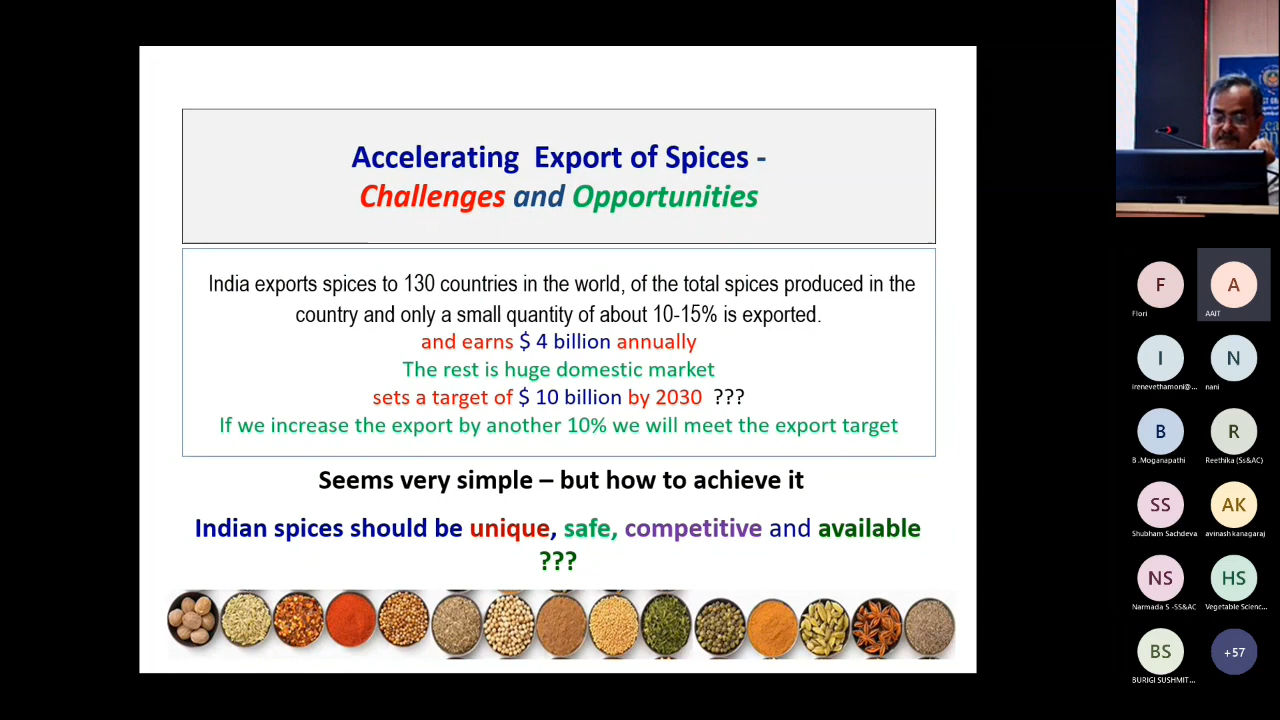 Accelerating Export of Spices -
Challenges and Opportunities
India exports spices to 130 countries in the world, of the total spices produced in the
country and only a small quantity of about 10-15% is exported.
and earns $ 4 billion annually
The rest is huge domestic market
sets a target of $ 10 billion by 2030 ???
If we increase the export by another 10% we will meet the export target
Seems very simple – but how to achieve it
Indian spices should be unique, safe, competitive and available
???
F
A
Flori
AAIT
I
N
irenevethamoni@...
nani
B
R
B .Moganapathi
Reethika (Ss&AC)
SS
AK
Shubham Sachdeva
avinash kanagaraj
NS
HS
Narmada S -SS&AC
Vegetable Scienc...
BS
+57
BURIGI SUSHMIT...